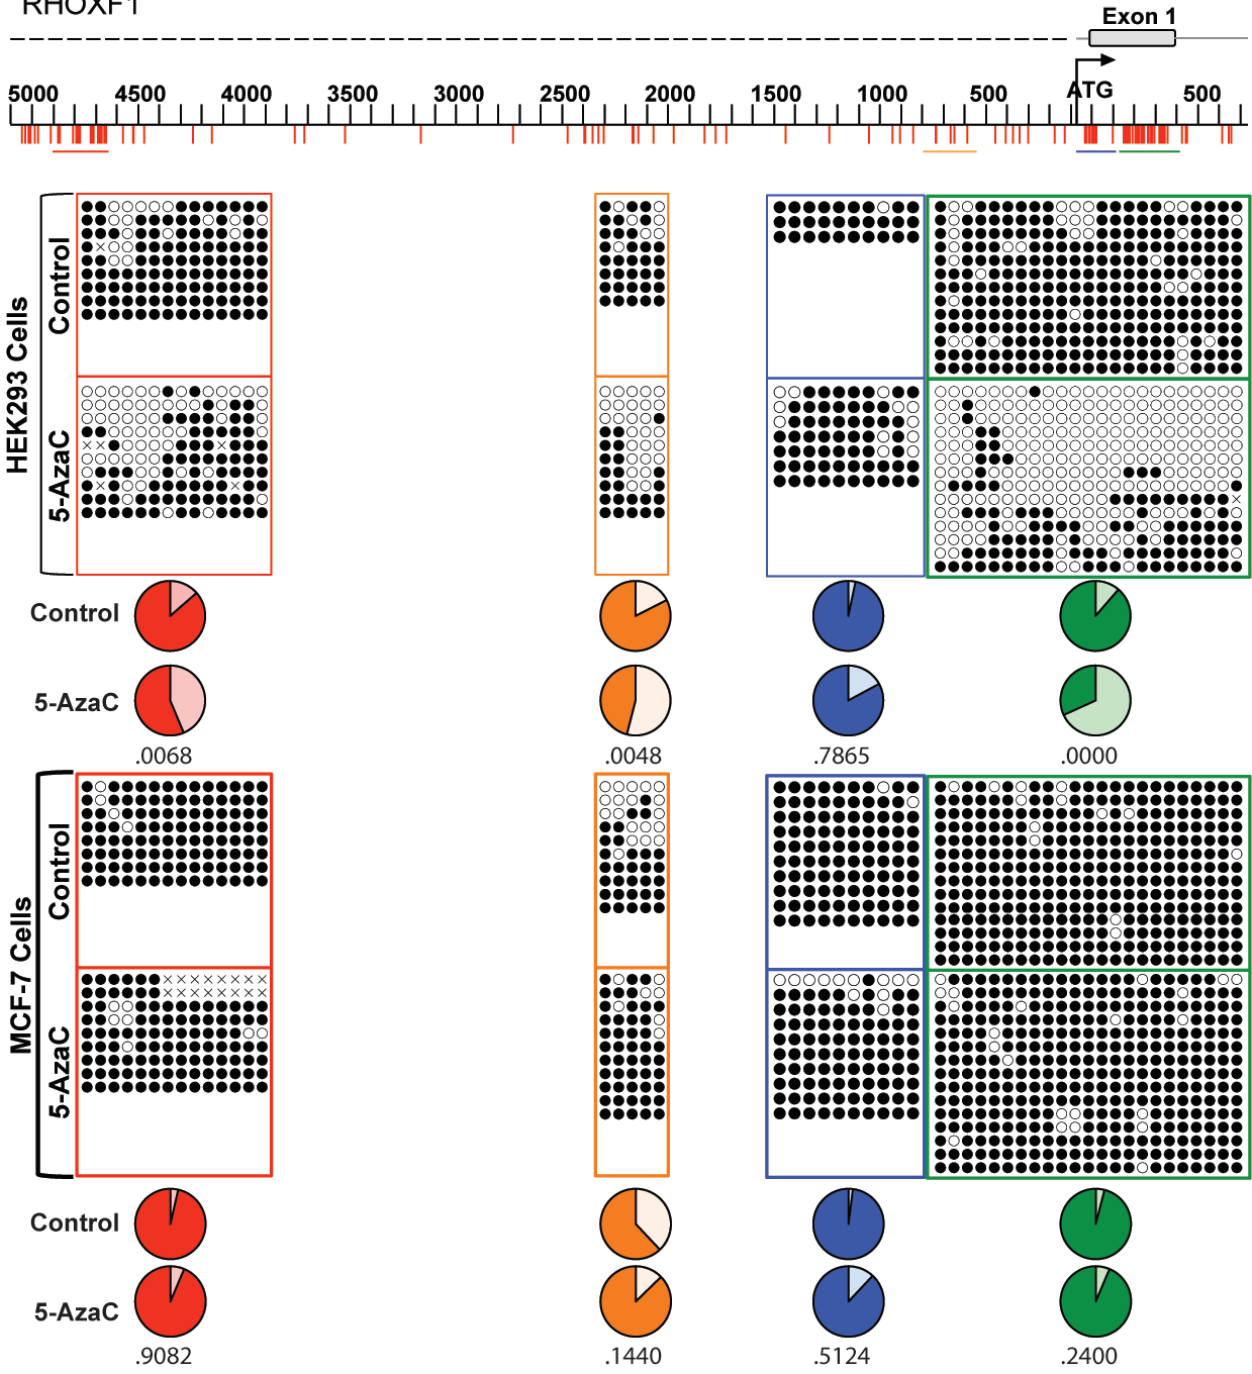 RHOXF1
Exon 1
5000 4500 4000 3500 3000 2500 2000 1500 1000 500 ATG 500
HEK293 Cells
Control
5-AzaC
Control
5-AzaC
.0068 .0048 .7865 .0000
MCF-7 Cells
Control
5-AzaC
Control
5-AzaC
.9082 .1440 .5124 .2400